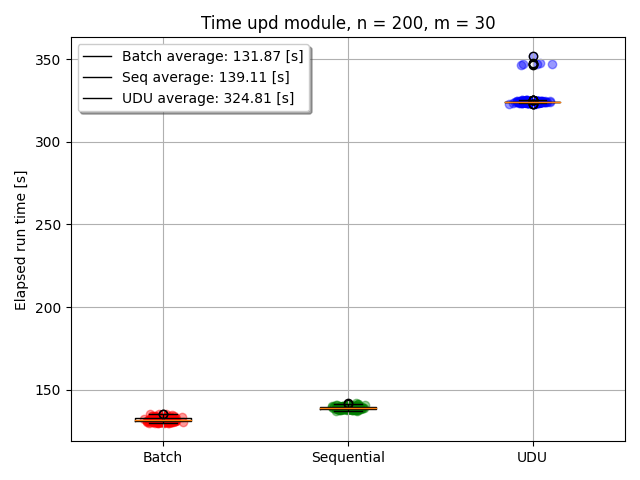 Time upd module, n = 200, m = 30
Batch average: 131.87 [s]
Seq average: 139.11 [s]
UDU average: 324.81 [s]
Elapsed run time [s]
350
300
250
200
150
Batch
Sequential
UDU